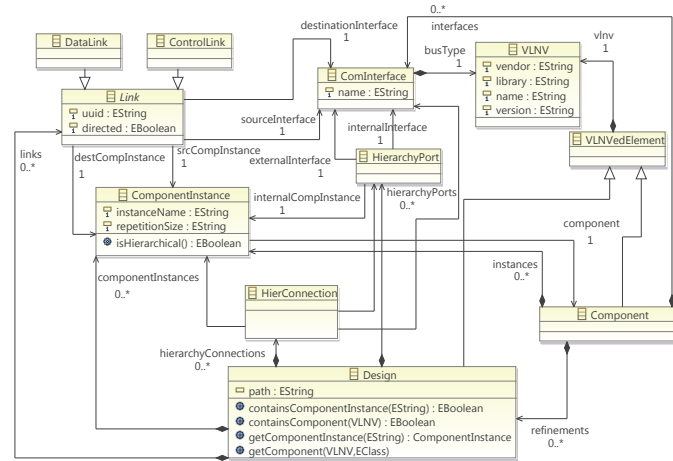 0..*
destinationInterface
interfaces
vlnv
DataLink
ControlLink
1
busType
VLNV
1
ComInterface
1
vendor : EString
library : EString
name : EString
version : EString
name : EString
Link
uuid : EString
directed : EBoolean
sourceInterface
internalInterface
1
1
VLNVedElement
links
0..*
destCompInstance
srcCompInstance
1
1
externalInterface
1
HierarchyPort
ComponentInstance
internalCompInstance
1
hierarchyPorts
0..*
instanceName : EString
repetitionSize : EString
isHierarchical() : EBoolean
component
1
componentInstances
0..*
instances
0..*
HierConnection
Component
hierarchyConnections
0..*
Design
path : EString
containsComponentInstance(EString) : EBoolean
containsComponent(VLNV) : EBoolean
getComponentInstance(EString) : ComponentInstance
getComponent(VLNV,EClass)
refinements
0..*